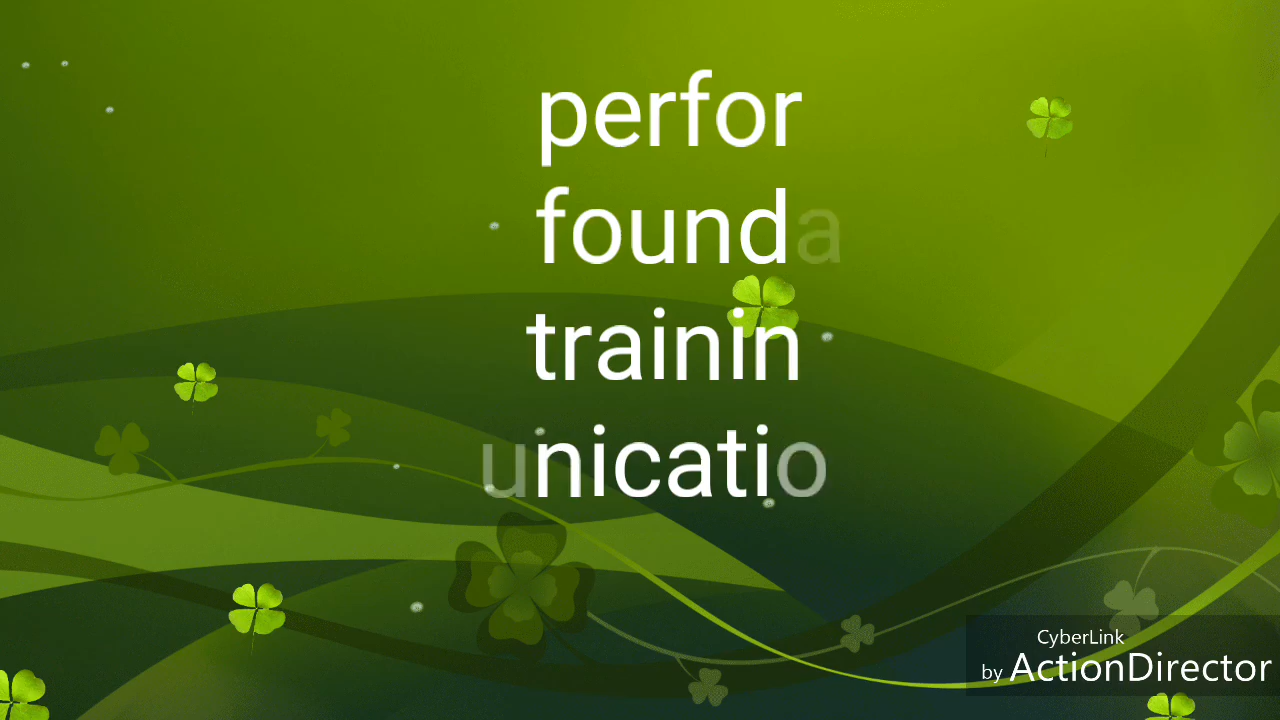 perfor
founda
trainin
unicatio
CyberLink
by ActionDirector